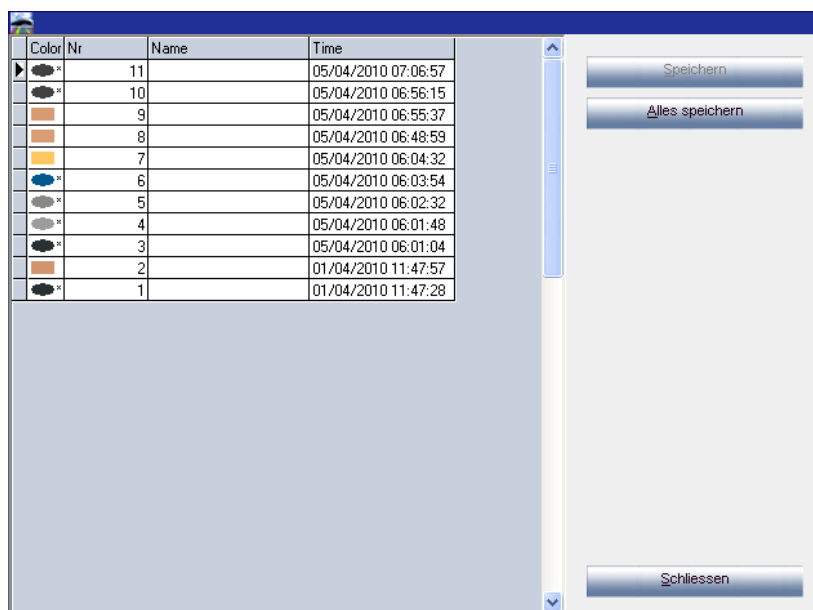 Color Nr Name Time
11 05/04/2010 07:06:57
10 05/04/2010 06:56:15
9 05/04/2010 06:55:37
8 05/04/2010 06:48:59
7 05/04/2010 06:04:32
6 05/04/2010 06:03:54
5 05/04/2010 06:02:32
4 05/04/2010 06:01:48
3 05/04/2010 06:01:04
2 01/04/2010 11:47:57
1 01/04/2010 11:47:28
Speichern
Alles speichern
Schliessen